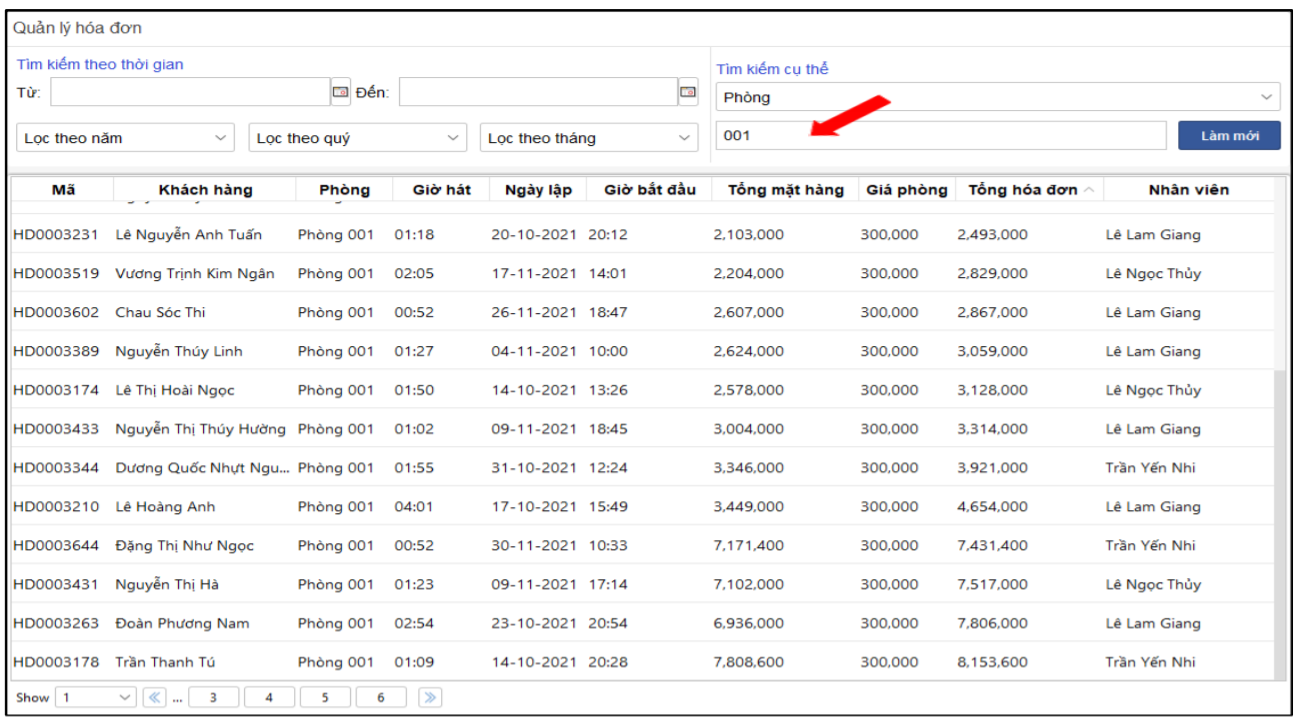 Quản lý hóa đơn
Tìm kiếm theo thời gian
Từ: Đến:
Lọc theo năm Lọc theo quý Lọc theo tháng
Tìm kiếm cụ thể
Phòng
001 Làm mới
Mã Khách hàng Phòng Giờ hát Ngày lập Giờ bắt đầu Tổng mặt hàng Giá phòng Tổng hóa đơn Nhân viên
HD0003231 Lê Nguyễn Anh Tuấn Phòng 001 01:18 20-10-2021 20:12 2,103,000 300,000 2,493,000 Lê Lam Giang
HD0003519 Vương Trịnh Kim Ngân Phòng 001 02:05 17-11-2021 14:01 2,204,000 300,000 2,829,000 Lê Ngọc Thủy
HD0003602 Chau Sóc Thi Phòng 001 00:52 26-11-2021 18:47 2,607,000 300,000 2,867,000 Lê Lam Giang
HD0003389 Nguyễn Thúy Linh Phòng 001 01:27 04-11-2021 10:00 2,624,000 300,000 3,059,000 Lê Lam Giang
HD0003174 Lê Thị Hoài Ngọc Phòng 001 01:50 14-10-2021 13:26 2,578,000 300,000 3,128,000 Lê Ngọc Thủy
HD0003433 Nguyễn Thị Thúy Hường Phòng 001 01:02 09-11-2021 18:45 3,004,000 300,000 3,314,000 Lê Lam Giang
HD0003344 Dương Quốc Nhựt Ngu... Phòng 001 01:55 31-10-2021 12:24 3,346,000 300,000 3,921,000 Trần Yến Nhi
HD0003210 Lê Hoàng Anh Phòng 001 04:01 17-10-2021 15:49 3,449,000 300,000 4,654,000 Lê Lam Giang
HD0003644 Đặng Thị Như Ngọc Phòng 001 00:52 30-11-2021 10:33 7,171,400 300,000 7,431,400 Trần Yến Nhi
HD0003431 Nguyễn Thị Hà Phòng 001 01:23 09-11-2021 17:14 7,102,000 300,000 7,517,000 Lê Ngọc Thủy
HD0003263 Đoàn Phương Nam Phòng 001 02:54 23-10-2021 20:54 6,936,000 300,000 7,806,000 Lê Lam Giang
HD0003178 Trần Thanh Tú Phòng 001 01:09 14-10-2021 20:28 7,808,600 300,000 8,153,600 Trần Yến Nhi
Show 1 ... 3 4 5 6